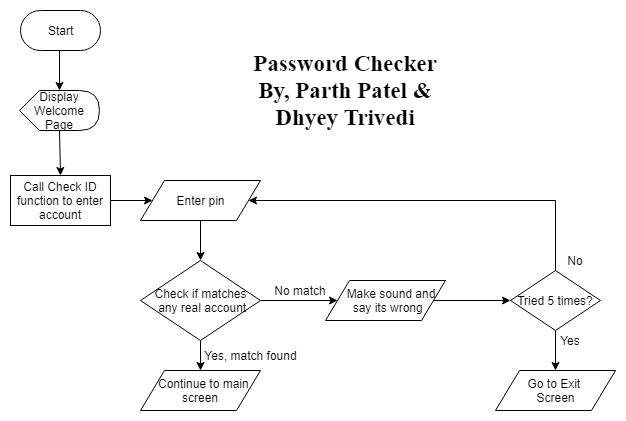 Start
Password Checker
By, Parth Patel &
Dhyey Trivedi
Display
Welcome
Page
Call Check ID
function to enter
account
Enter pin
No
Check if matches
any real account
No match
Make sound and
say its wrong
Tried 5 times?
Yes, match found
Yes
Continue to main
screen
Go to Exit
Screen